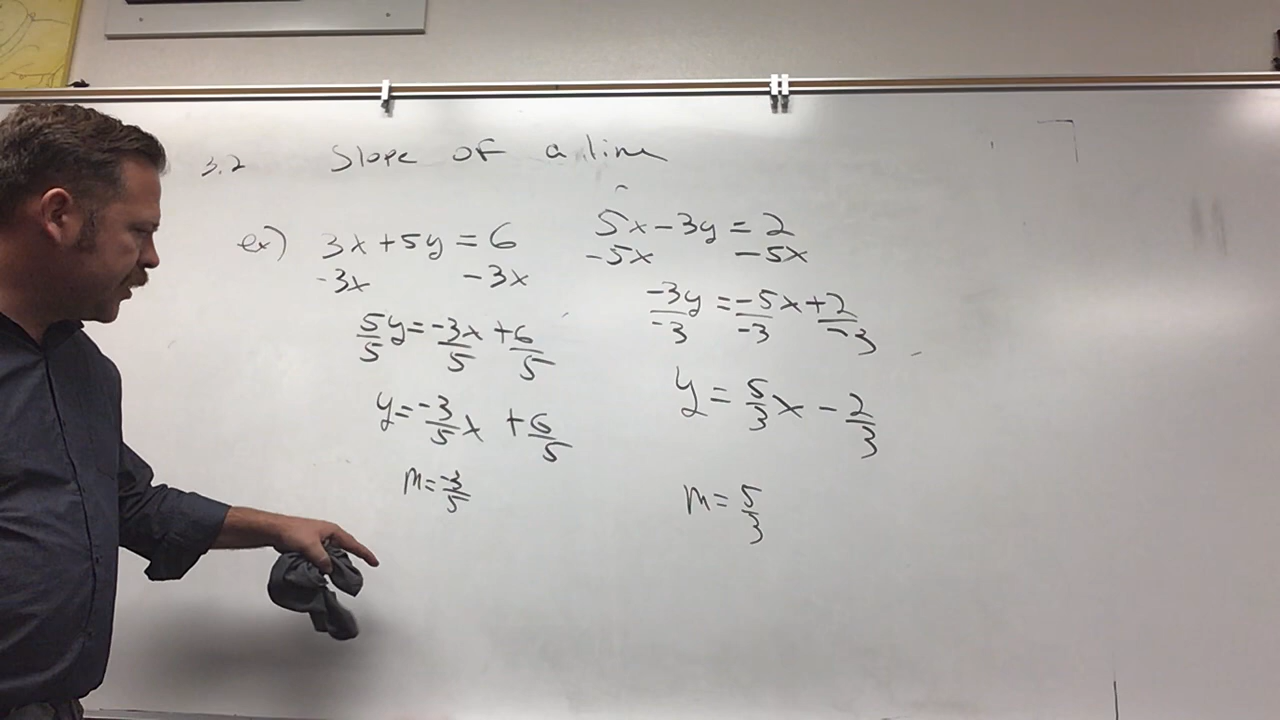 3.2 Slope of a line
ex) 3x+5y=6
-3x -3x
5/5 y = -3x/5 + 6/5
y = -3/5 x + 6/5
m = -3/5
5x-3y=2
-5x -5x
-3y/-3 = -5x/-3 + 2/-3
y = 5/3 x - 2/3
m = 5/3